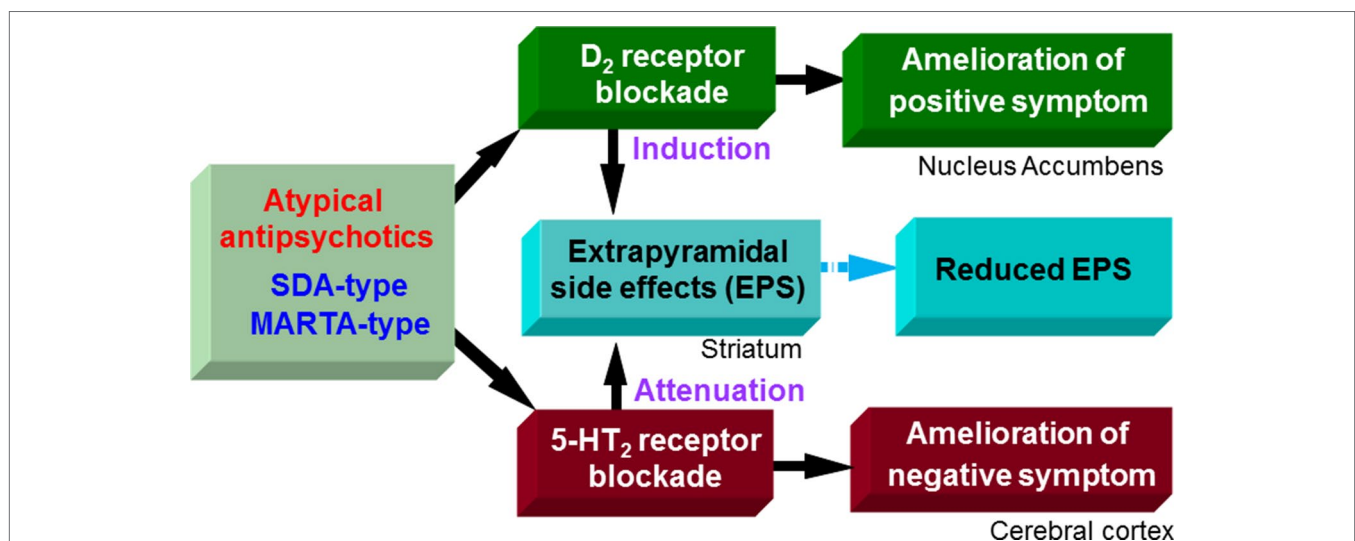 Atypical
antipsychotics
SDA-type
MARTA-type
D₂ receptor
blockade
Amelioration of
positive symptom
Nucleus Accumbens
Induction
Extrapyramidal
side effects (EPS)
Striatum
Reduced EPS
Attenuation
5-HT₂ receptor
blockade
Amelioration of
negative symptom
Cerebral cortex